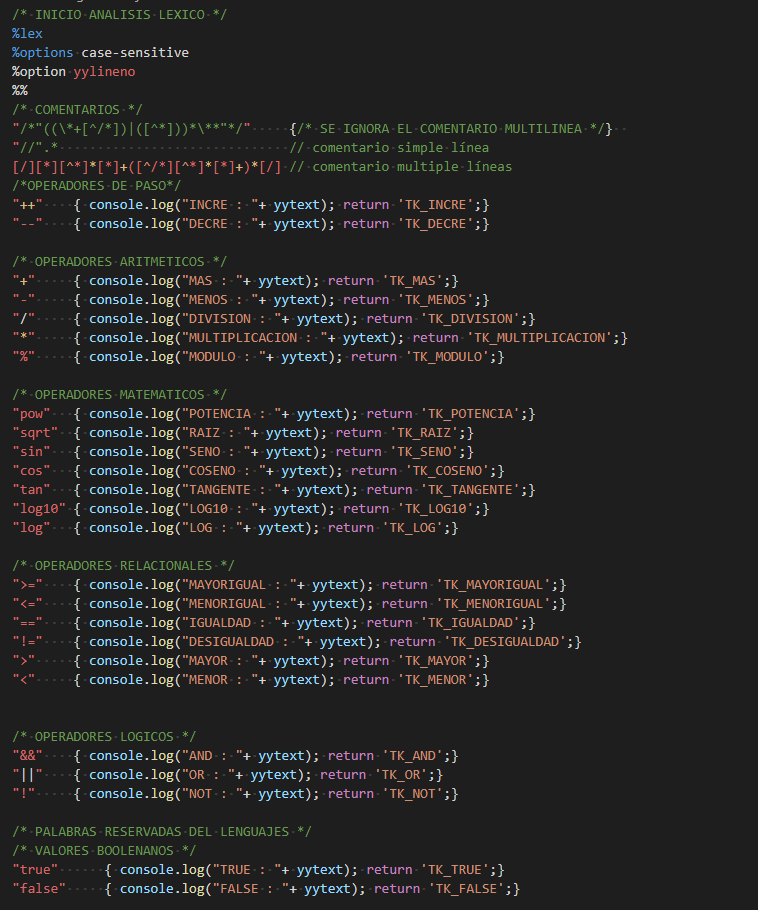 /* INICIO ANALISIS LEXICO */
%lex
%options case-sensitive
%option yylineno
%%
/* COMENTARIOS */
"/*"((\*+[^/*])|([^*]))*\**"*/"     {/* SE IGNORA EL COMENTARIO MULTILINEA */}
"//".*                              // comentario simple línea
[/][*][^*]*[*]+([^/*][^*]*[*]+)*[/] // comentario multiple líneas
/*OPERADORES DE PASO*/
"++"    { console.log("INCRE : "+ yytext); return 'TK_INCRE';}
"--"    { console.log("DECRE : "+ yytext); return 'TK_DECRE';}
/* OPERADORES ARITMETICOS */
"+"     { console.log("MAS : "+ yytext); return 'TK_MAS';}
"-"     { console.log("MENOS : "+ yytext); return 'TK_MENOS';}
"/"     { console.log("DIVISION : "+ yytext); return 'TK_DIVISION';}
"*"     { console.log("MULTIPLICACION : "+ yytext); return 'TK_MULTIPLICACION';}
"%"     { console.log("MODULO : "+ yytext); return 'TK_MODULO';}
/* OPERADORES MATEMATICOS */
"pow"   { console.log("POTENCIA : "+ yytext); return 'TK_POTENCIA';}
"sqrt"  { console.log("RAIZ : "+ yytext); return 'TK_RAIZ';}
"sin"   { console.log("SENO : "+ yytext); return 'TK_SENO';}
"cos"   { console.log("COSENO : "+ yytext); return 'TK_COSENO';}
"tan"   { console.log("TANGENTE : "+ yytext); return 'TK_TANGENTE';}
"log10" { console.log("LOG10 : "+ yytext); return 'TK_LOG10';}
"log"   { console.log("LOG : "+ yytext); return 'TK_LOG';}
/* OPERADORES RELACIONALES */
">="    { console.log("MAYORIGUAL : "+ yytext); return 'TK_MAYORIGUAL';}
"<="    { console.log("MENORIGUAL : "+ yytext); return 'TK_MENORIGUAL';}
"=="    { console.log("IGUALDAD : "+ yytext); return 'TK_IGUALDAD';}
"!="    { console.log("DESIGUALDAD : "+ yytext); return 'TK_DESIGUALDAD';}
">"     { console.log("MAYOR : "+ yytext); return 'TK_MAYOR';}
"<"     { console.log("MENOR : "+ yytext); return 'TK_MENOR';}
/* OPERADORES LOGICOS */
"&&"    { console.log("AND : "+ yytext); return 'TK_AND';}
"||"    { console.log("OR : "+ yytext); return 'TK_OR';}
"!"     { console.log("NOT : "+ yytext); return 'TK_NOT';}
/* PALABRAS RESERVADAS DEL LENGUAJES */
/* VALORES BOOLENANOS */
"true"      { console.log("TRUE : "+ yytext); return 'TK_TRUE';}
"false"     { console.log("FALSE : "+ yytext); return 'TK_FALSE';}